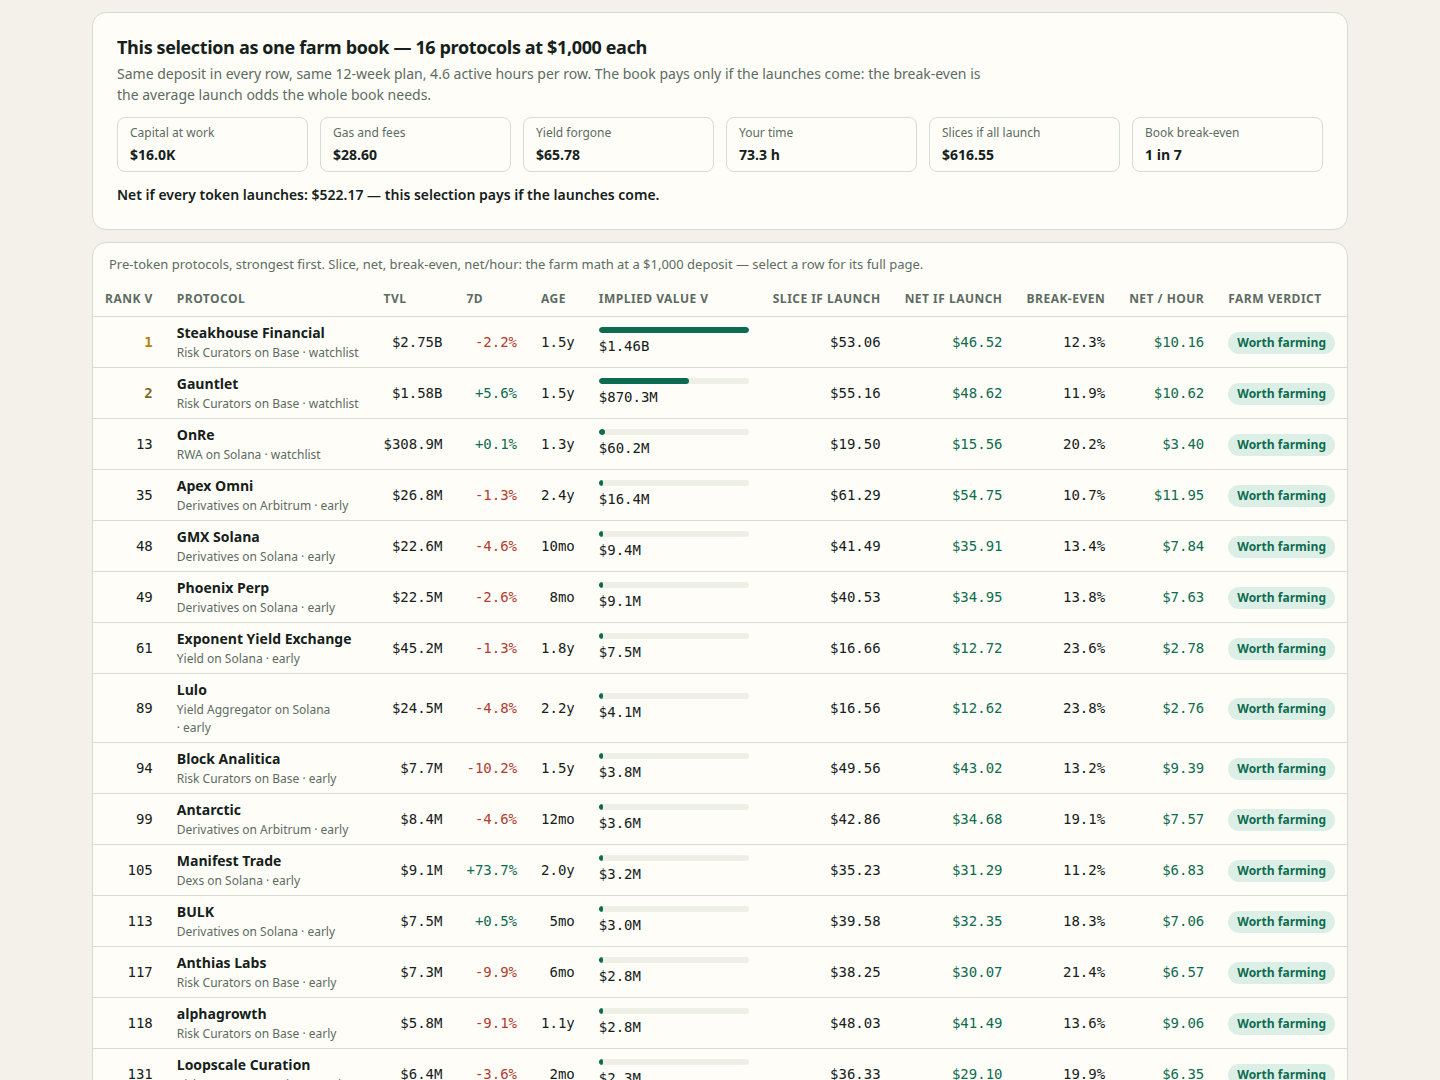 This selection as one farm book — 16 protocols at $1,000 each
Same deposit in every row, same 12-week plan, 4.6 active hours per row. The book pays only if the launches come: the break-even is
the average launch odds the whole book needs.
Capital at work
$16.0K
Gas and fees
$28.60
Yield forgone
$65.78
Your time
73.3 h
Slices if all launch
$616.55
Book break-even
1 in 7
Net if every token launches: $522.17 — this selection pays if the launches come.
Pre-token protocols, strongest first. Slice, net, break-even, net/hour: the farm math at a $1,000 deposit — select a row for its full page.
RANK V PROTOCOL TVL 7D AGE IMPLIED VALUE V SLICE IF LAUNCH NET IF LAUNCH BREAK-EVEN NET / HOUR FARM VERDICT
1 Steakhouse Financial $2.75B -2.2% 1.5y $1.46B $53.06 $46.52 12.3% $10.16 Worth farming
Risk Curators on Base · watchlist
2 Gauntlet $1.58B +5.6% 1.5y $870.3M $55.16 $48.62 11.9% $10.62 Worth farming
Risk Curators on Base · watchlist
13 OnRe $308.9M +0.1% 1.3y $60.2M $19.50 $15.56 20.2% $3.40 Worth farming
RWA on Solana · watchlist
35 Apex Omni $26.8M -1.3% 2.4y $16.4M $61.29 $54.75 10.7% $11.95 Worth farming
Derivatives on Arbitrum · early
48 GMX Solana $22.6M -4.6% 10mo $9.4M $41.49 $35.91 13.4% $7.84 Worth farming
Derivatives on Solana · early
49 Phoenix Perp $22.5M -2.6% 8mo $9.1M $40.53 $34.95 13.8% $7.63 Worth farming
Derivatives on Solana · early
61 Exponent Yield Exchange $45.2M -1.3% 1.8y $7.5M $16.66 $12.72 23.6% $2.78 Worth farming
Yield on Solana · early
89 Lulo $24.5M -4.8% 2.2y $4.1M $16.56 $12.62 23.8% $2.76 Worth farming
Yield Aggregator on Solana
· early
94 Block Analitica $7.7M -10.2% 1.5y $3.8M $49.56 $43.02 13.2% $9.39 Worth farming
Risk Curators on Base · early
99 Antarctic $8.4M -4.6% 12mo $3.6M $42.86 $34.68 19.1% $7.57 Worth farming
Derivatives on Arbitrum · early
105 Manifest Trade $9.1M +73.7% 2.0y $3.2M $35.23 $31.29 11.2% $6.83 Worth farming
Dexs on Solana · early
113 BULK $7.5M +0.5% 5mo $3.0M $39.58 $32.35 18.3% $7.06 Worth farming
Derivatives on Solana · early
117 Anthias Labs $7.3M -9.9% 6mo $2.8M $38.25 $30.07 21.4% $6.57 Worth farming
Risk Curators on Base · early
118 alphagrowth $5.8M -9.1% 1.1y $2.8M $48.03 $41.49 13.6% $9.06 Worth farming
Risk Curators on Base · early
131 Loopscale Curation $6.4M -3.6% 2mo $2.3M $36.33 $29.10 19.9% $6.35 Worth farming